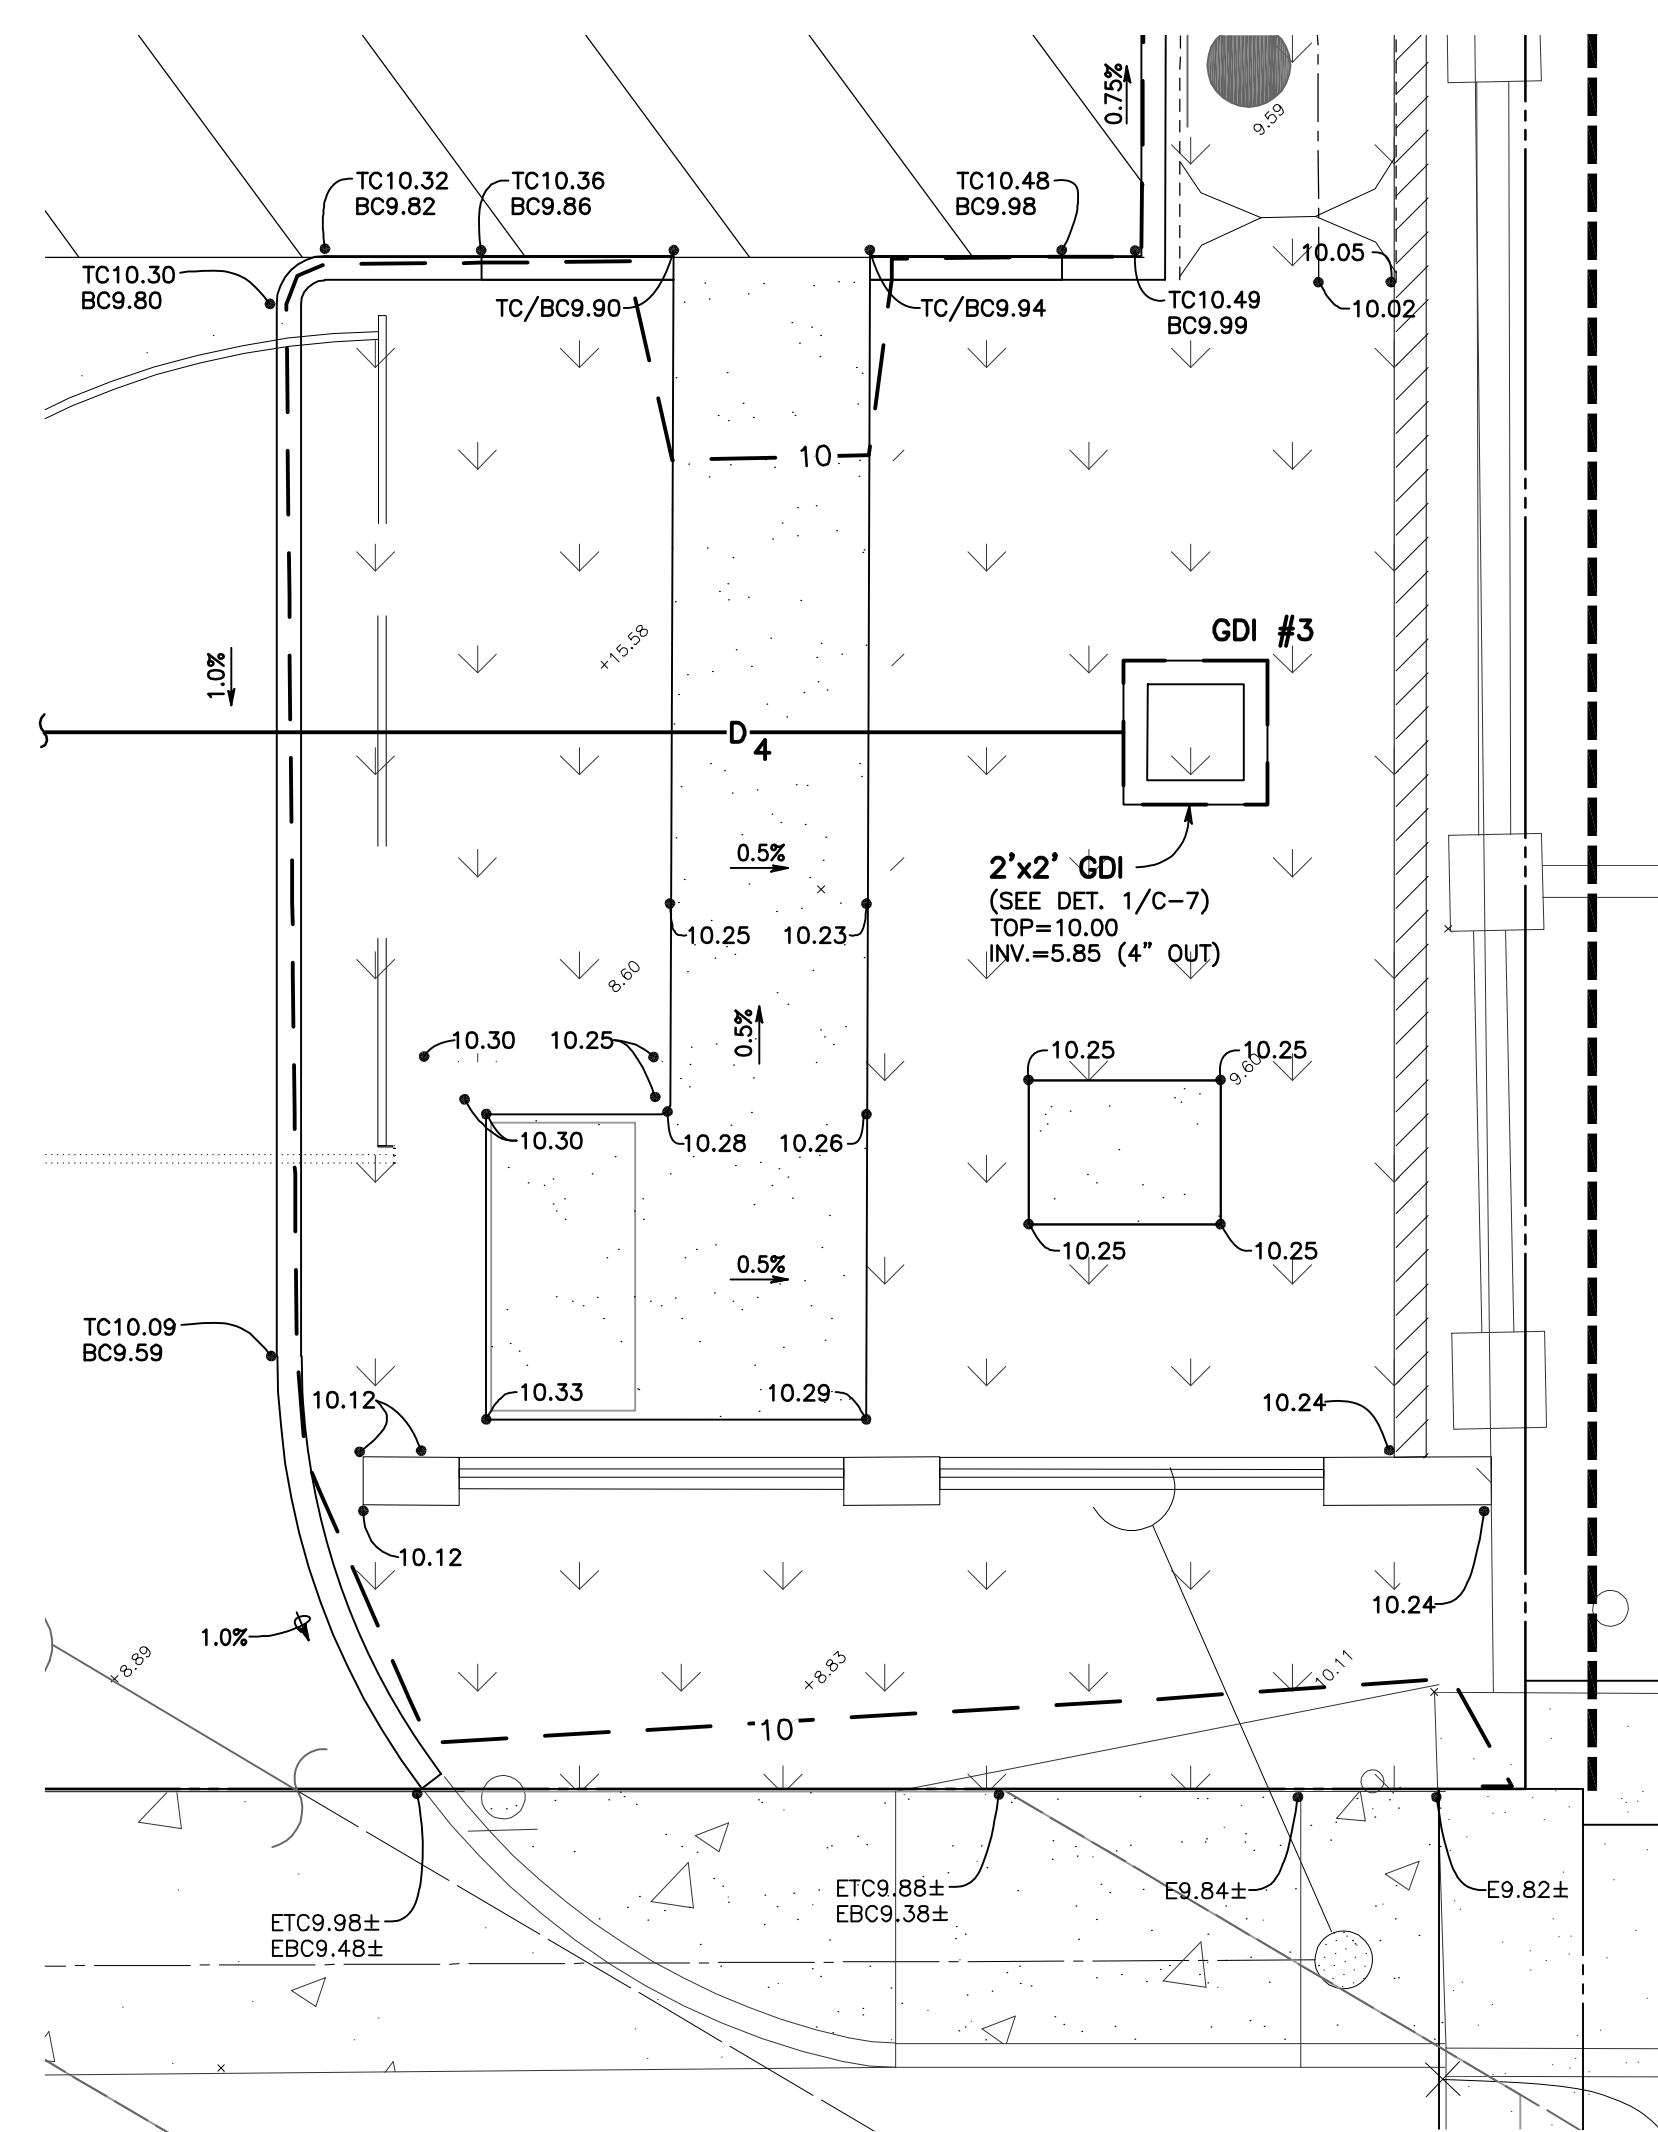 0.75%
9.59
TC10.32
BC9.82
TC10.36
BC9.86
TC10.48
BC9.98
10.05
TC10.30
BC9.80
TC/BC9.90
TC/BC9.94
TC10.49
BC9.99
10.02
10
GDI #3
+15.58
1.0%
D
4
0.5%
2'x2' GDI
(SEE DET. 1/C-7)
TOP=10.00
INV.=5.85 (4" OUT)
10.25
10.23
8.60
0.5%
10.30
10.25
10.25
10.25
9.60
10.30
10.28
10.26
10.25
10.25
0.5%
TC10.09
BC9.59
10.12
10.33
10.29
10.24
10.12
10.24
1.0%
+8.89
+8.83
10.11
10
ETC9.88±
EBC9.38±
E9.84±
E9.82±
ETC9.98±
EBC9.48±